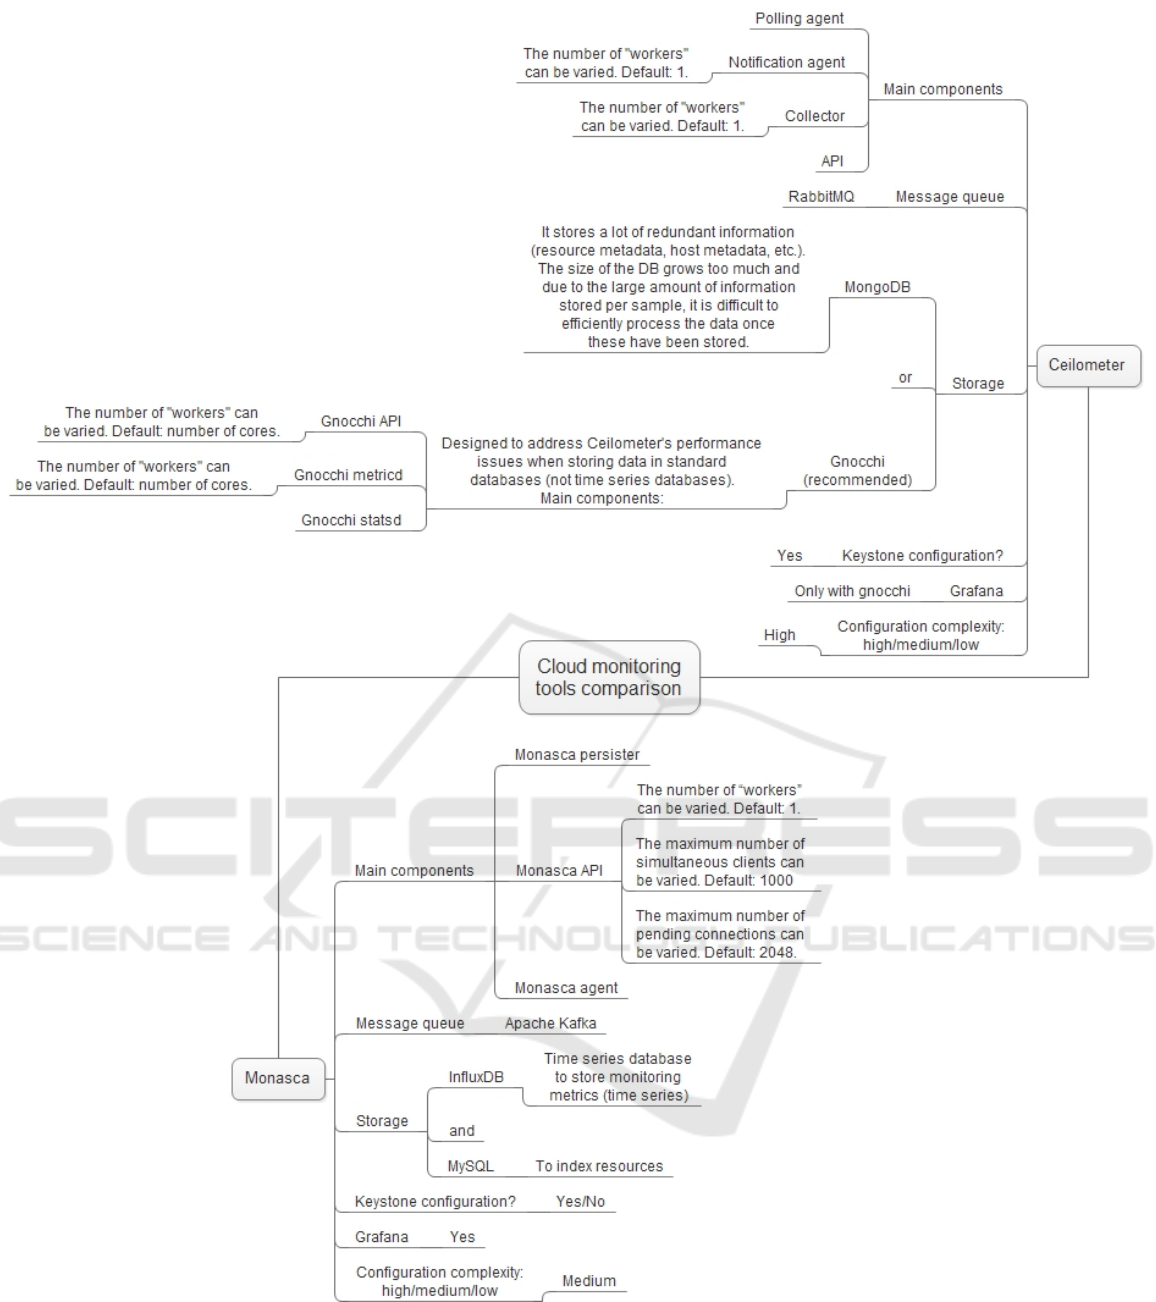 Polling agent
The number of "workers"
can be varied. Default: 1.
Notification agent
Main components
The number of "workers"
can be varied. Default: 1.
Collector
API
RabbitMQ
Message queue
It stores a lot of redundant information
(resource metadata, host metadata, etc.).
The size of the DB grows too much and
due to the large amount of information
stored per sample, it is difficult to
efficiently process the data once
these have been stored.
MongoDB
or
Storage
Ceilometer
The number of "workers" can
be varied. Default: number of cores.
Gnocchi API
The number of "workers" can
be varied. Default: number of cores.
Gnocchi metricd
Gnocchi statsd
Designed to address Ceilometer's performance
issues when storing data in standard
databases (not time series databases).
Main components:
Gnocchi
(recommended)
Yes
Keystone configuration?
Only with gnocchi
Grafana
High
Configuration complexity:
high/medium/low
Cloud monitoring
tools comparison
Monasca persister
The number of “workers”
can be varied. Default: 1.
The maximum number of
simultaneous clients can
be varied. Default: 1000
Main components
Monasca API
The maximum number of
pending connections can
be varied. Default: 2048.
Monasca agent
Message queue
Apache Kafka
Monasca
InfluxDB
Time series database
to store monitoring
metrics (time series)
Storage
and
MySQL
To index resources
Keystone configuration?
Yes/No
Grafana
Yes
Configuration complexity:
high/medium/low
Medium
SCITEPRESS
SCIENCE AND TECHNOLOGY PUBLICATIONS